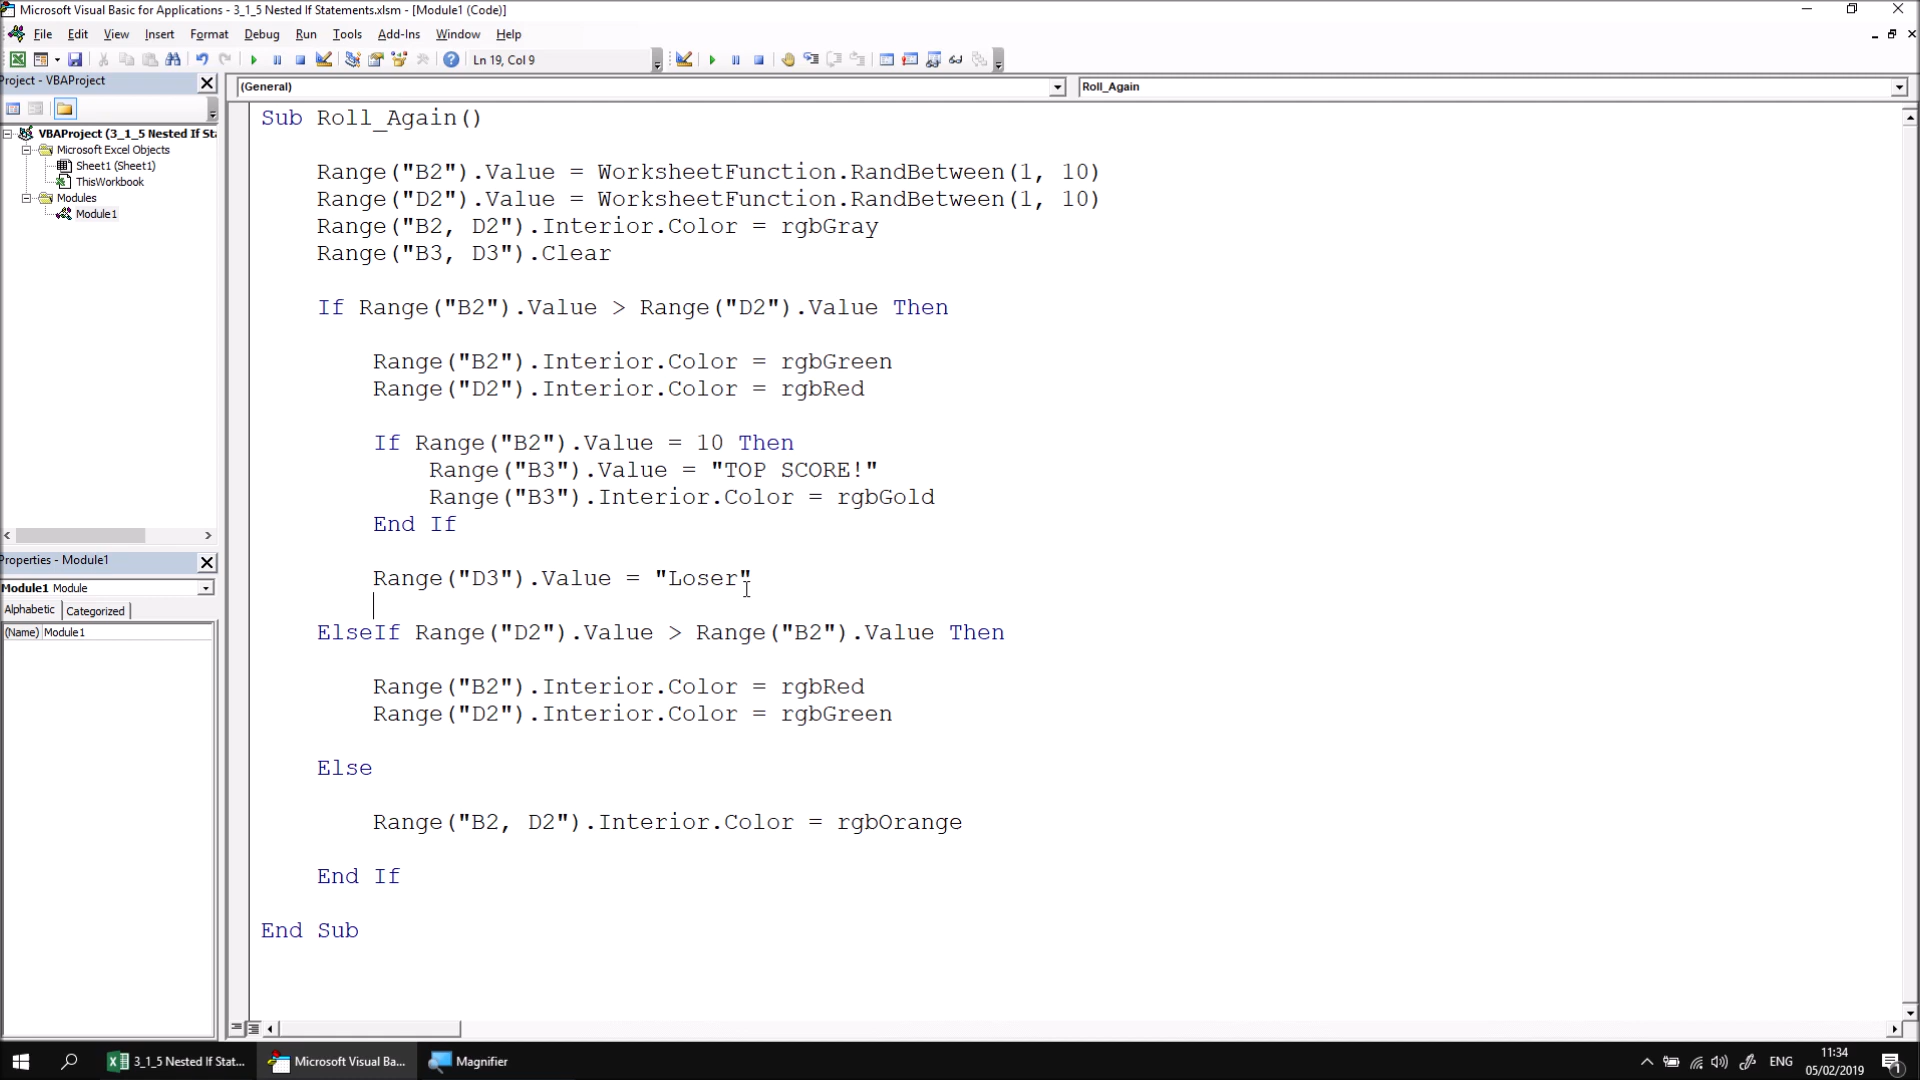 Microsoft Visual Basic for Applications - 3_1_5 Nested If Statements.xlsm - [Module1 (Code)]
File Edit View Insert Format Debug Run Tools Add-Ins Window Help
Ln 19, Col 9
Project - VBAProject
(General)
Roll_Again
VBAProject (3_1_5 Nested If Sta
Microsoft Excel Objects
Sheet1 (Sheet1)
ThisWorkbook
Modules
Module1
Properties - Module1
Module1 Module
Alphabetic Categorized
(Name) Module1
Sub Roll_Again()
Range("B2").Value = WorksheetFunction.RandBetween(1, 10)
Range("D2").Value = WorksheetFunction.RandBetween(1, 10)
Range("B2, D2").Interior.Color = rgbGray
Range("B3, D3").Clear
If Range("B2").Value > Range("D2").Value Then
Range("B2").Interior.Color = rgbGreen
Range("D2").Interior.Color = rgbRed
If Range("B2").Value = 10 Then
Range("B3").Value = "TOP SCORE!"
Range("B3").Interior.Color = rgbGold
End If
Range("D3").Value = "Loser"
ElseIf Range("D2").Value > Range("B2").Value Then
Range("B2").Interior.Color = rgbRed
Range("D2").Interior.Color = rgbGreen
Else
Range("B2, D2").Interior.Color = rgbOrange
End If
End Sub
3_1_5 Nested If Stat...
Microsoft Visual Ba...
Magnifier
ENG
11:34
05/02/2019
1